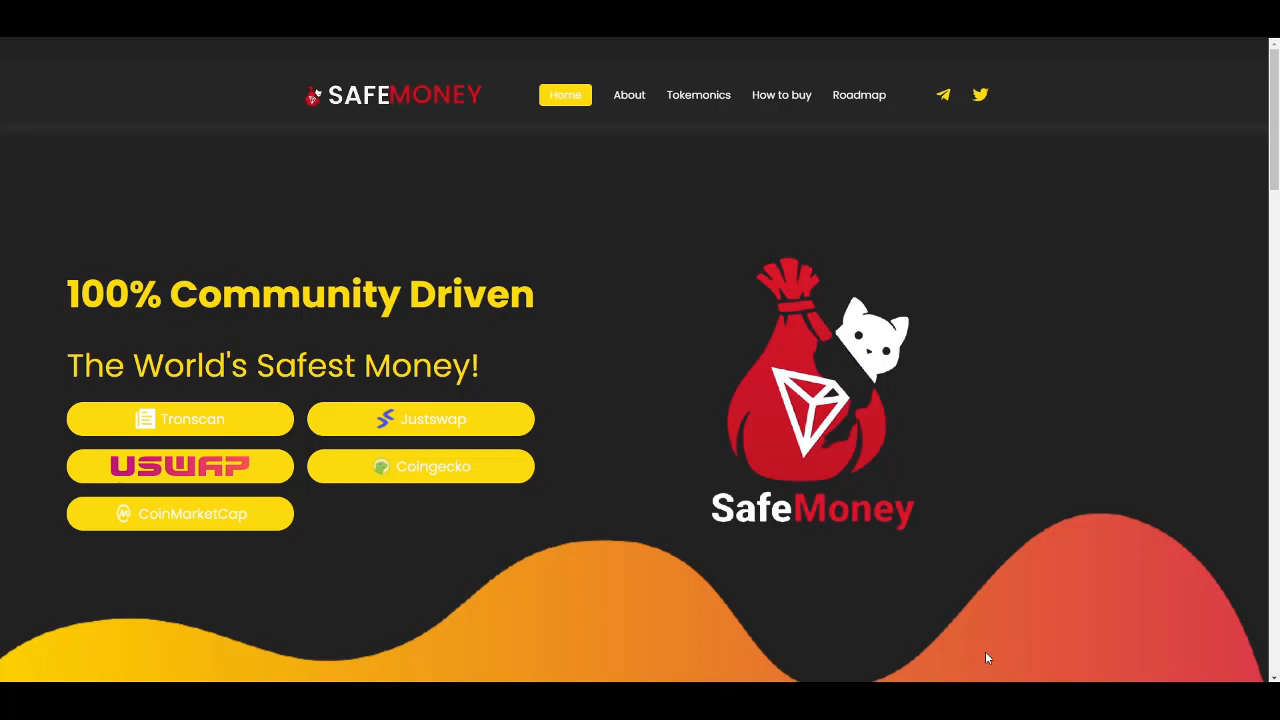 SAFEMONEY
Home About Tokemonics How to buy Roadmap
100% Community Driven
The World's Safest Money!
Tronscan Justswap
USWAP Coingecko
CoinMarketCap
SafeMoney